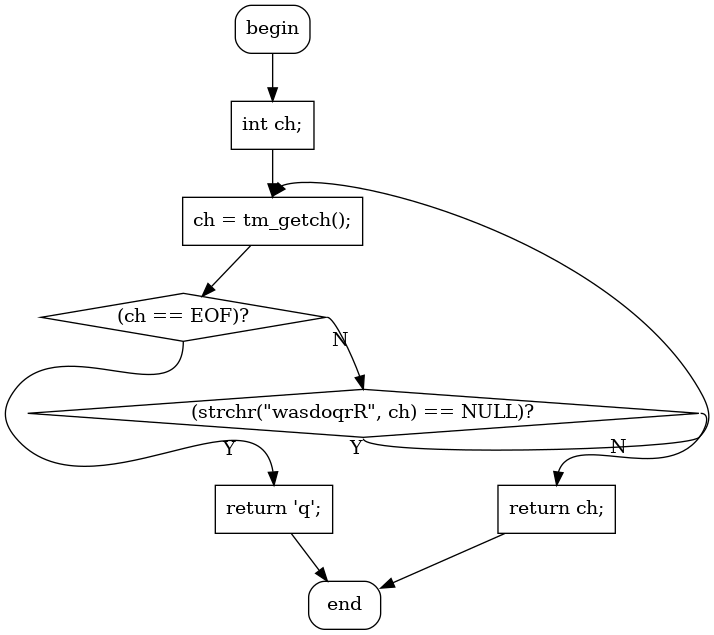 begin
int ch;
ch = tm_getch();
(ch == EOF)?
N
(strchr("wasdoqrR", ch) == NULL)?
Y
Y
N
return 'q';
return ch;
end